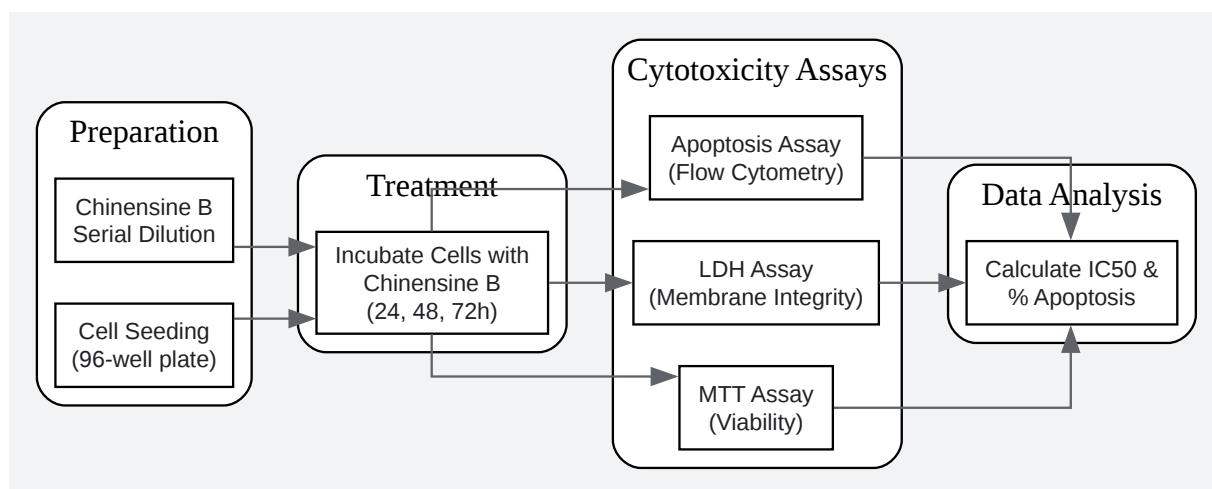 Preparation
Chinensine B
Serial Dilution
Cell Seeding
(96-well plate)
Treatment
Incubate Cells with
Chinensine B
(24, 48, 72h)
Cytotoxicity Assays
Apoptosis Assay
(Flow Cytometry)
LDH Assay
(Membrane Integrity)
MTT Assay
(Viability)
Data Analysis
Calculate IC50 &
% Apoptosis